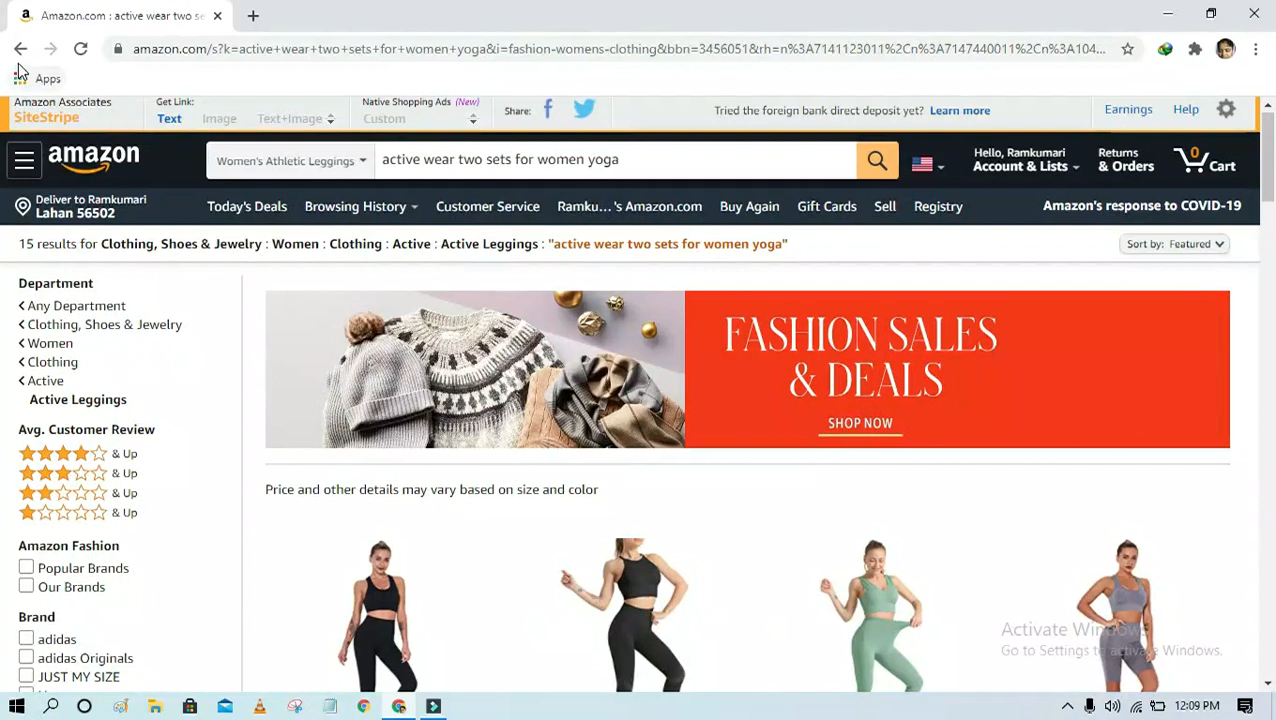 Amazon.com : active wear two se
amazon.com/s?k=active+wear+two+sets+for+women+yoga&i=fashion-womens-clothing&bbn=3456051&rh=n%3A7141123011%2Cn%3A7147440011%2Cn%3A104...
Apps
Amazon Associates
SiteStripe
Get Link:
Text Image Text+Image
Native Shopping Ads (New)
Custom
Share:
Tried the foreign bank direct deposit yet? Learn more
Earnings Help
amazon
Women's Athletic Leggings
active wear two sets for women yoga
Hello, Ramkumari
Account & Lists
Returns
& Orders
0
Cart
Deliver to Ramkumari
Lahan 56502
Today's Deals Browsing History Customer Service Ramku... 's Amazon.com Buy Again Gift Cards Sell Registry
Amazon's response to COVID-19
15 results for Clothing, Shoes & Jewelry : Women : Clothing : Active : Active Leggings : "active wear two sets for women yoga"
Sort by: Featured
Department
Any Department
Clothing, Shoes & Jewelry
Women
Clothing
Active
Active Leggings
Avg. Customer Review
& Up
& Up
& Up
& Up
Amazon Fashion
Popular Brands
Our Brands
Brand
adidas
adidas Originals
JUST MY SIZE
FASHION SALES
& DEALS
SHOP NOW
Price and other details may vary based on size and color
Activate Windows
Go to Settings to activate Windows.
12:09 PM